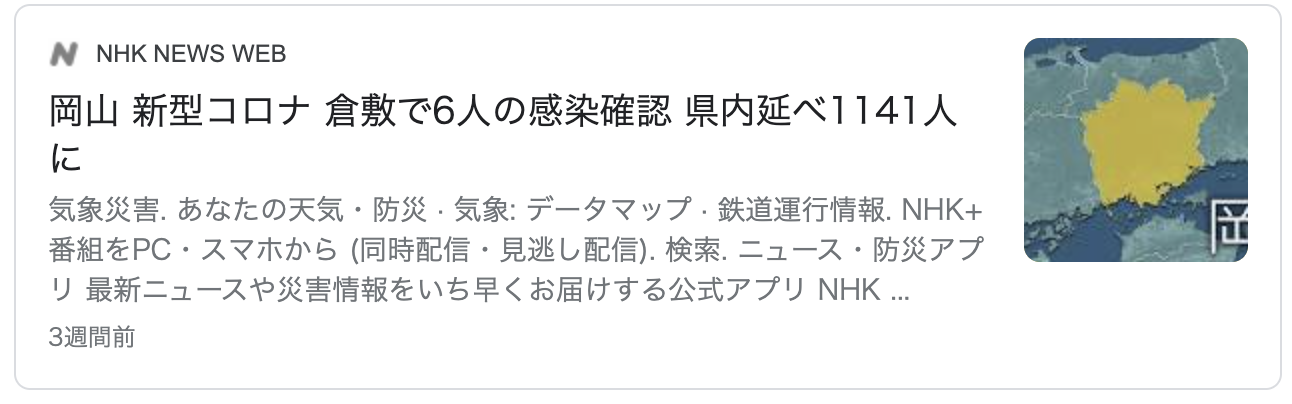 NHK NEWS WEB
岡山 新型コロナ 倉敷で6人の感染確認 県内延べ1141人
に
気象災害. あなたの天気・防災 · 気象: データマップ · 鉄道運行情報. NHK+
番組をPC・スマホから (同時配信・見逃し配信). 検索. ニュース・防災アプ
リ 最新ニュースや災害情報をいち早くお届けする公式アプリ NHK ...
3週間前
岡